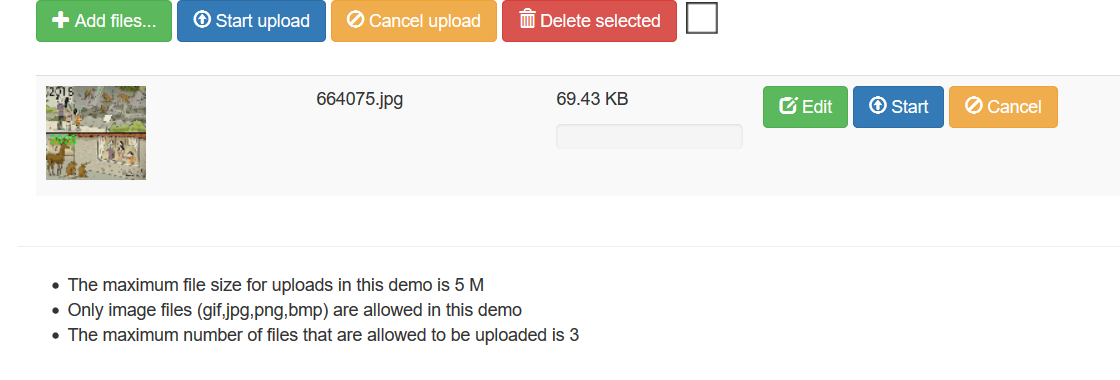 Add files... Start upload Cancel upload Delete selected
2015
664075.jpg 69.43 KB Edit Start Cancel
The maximum file size for uploads in this demo is 5 M
Only image files (gif,jpg,png,bmp) are allowed in this demo
The maximum number of files that are allowed to be uploaded is 3